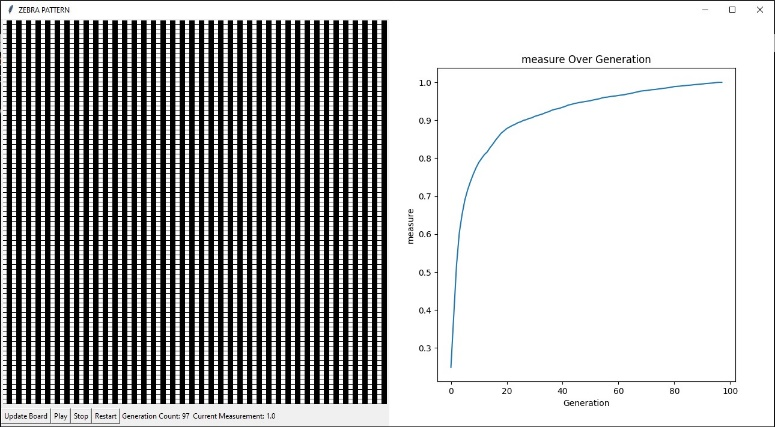 ZEBRA PATTERN
measure Over Generation
1.0
0.9
0.8
0.7
0.6
0.5
0.4
0.3
measure
0 20 40 60 80 100
Generation
Update Board Play Stop Restart Generation Count: 97 Current Measurement: 1.0